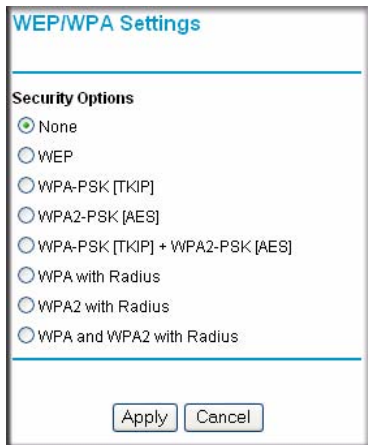 WEP/WPA Settings
Security Options
None
WEP
WPA-PSK [TKIP]
WPA2-PSK [AES]
WPA-PSK [TKIP] + WPA2-PSK [AES]
WPA with Radius
WPA2 with Radius
WPA and WPA2 with Radius
Apply Cancel